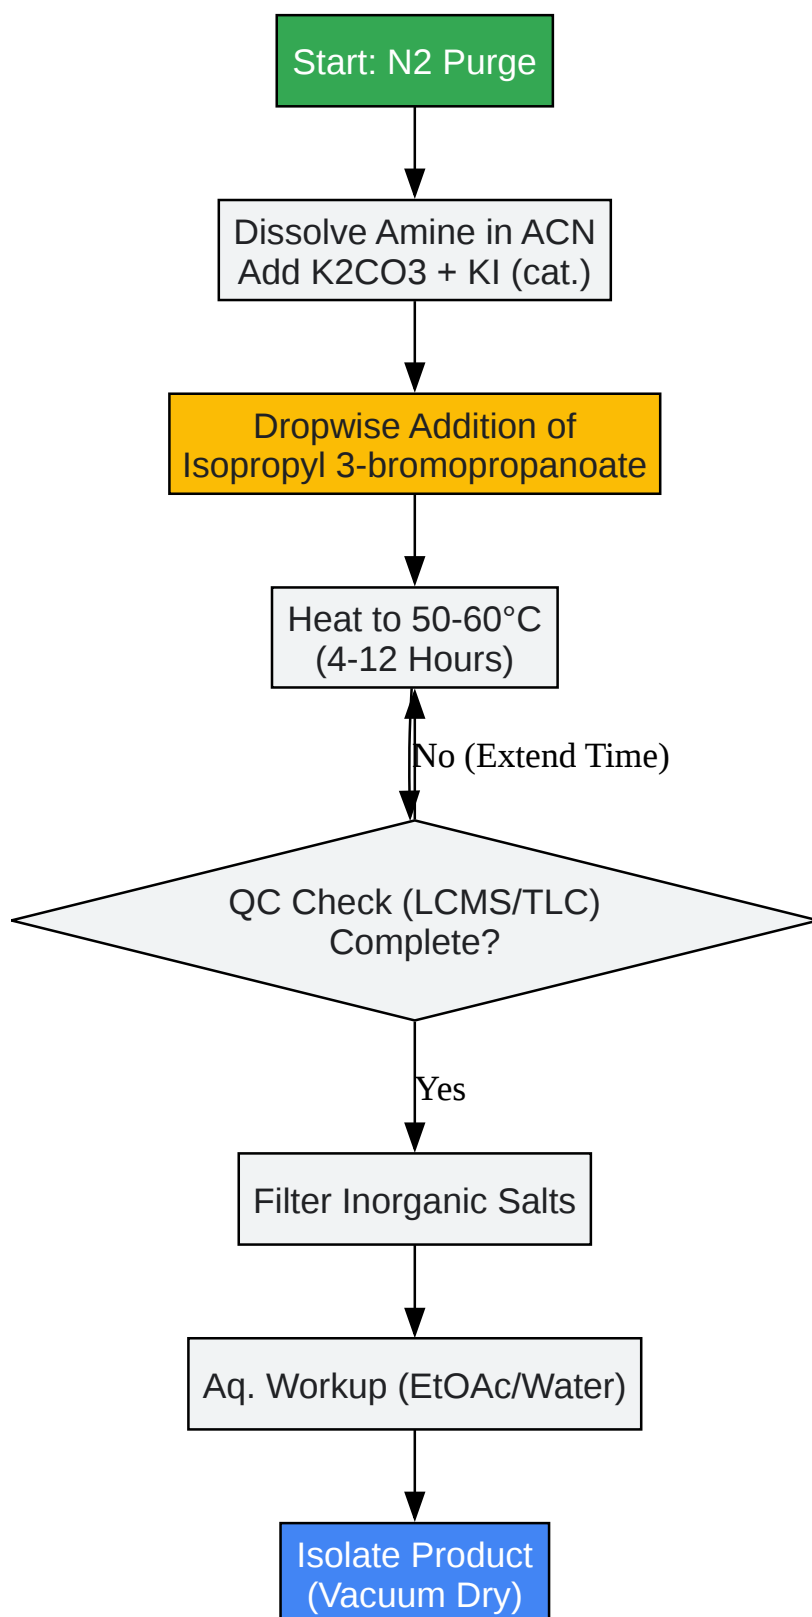 Start: N2 Purge
Dissolve Amine in ACN
Add K2CO3 + KI (cat.)
Dropwise Addition of
Isopropyl 3-bromopropanoate
Heat to 50-60°C
(4-12 Hours)
No (Extend Time)
QC Check (LCMS/TLC)
Complete?
Yes
Filter Inorganic Salts
Aq. Workup (EtOAc/Water)
Isolate Product
(Vacuum Dry)